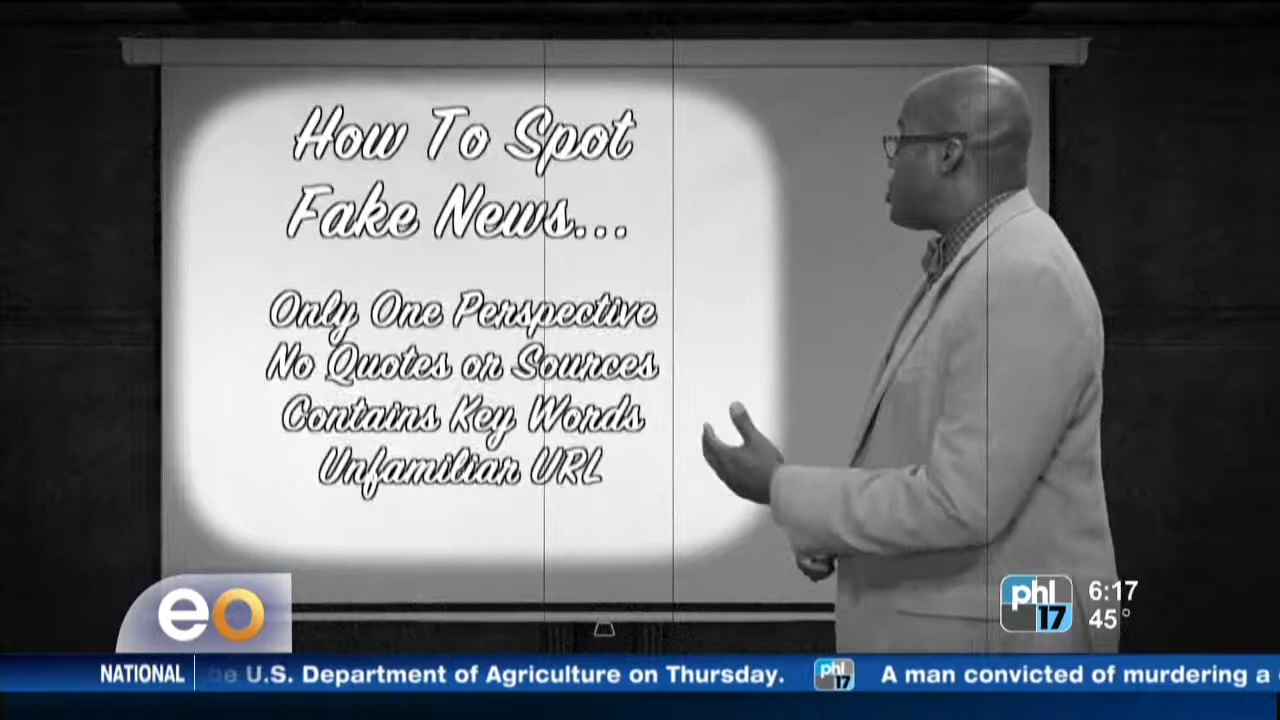 How To Spot
Fake News...
Only One Perspective
No Quotes or Sources
Contains Key Words
Unfamiliar URL
eo
phl
17
6:17
45°
NATIONAL
U.S. Department of Agriculture on Thursday.
phl
17
A man convicted of murdering a